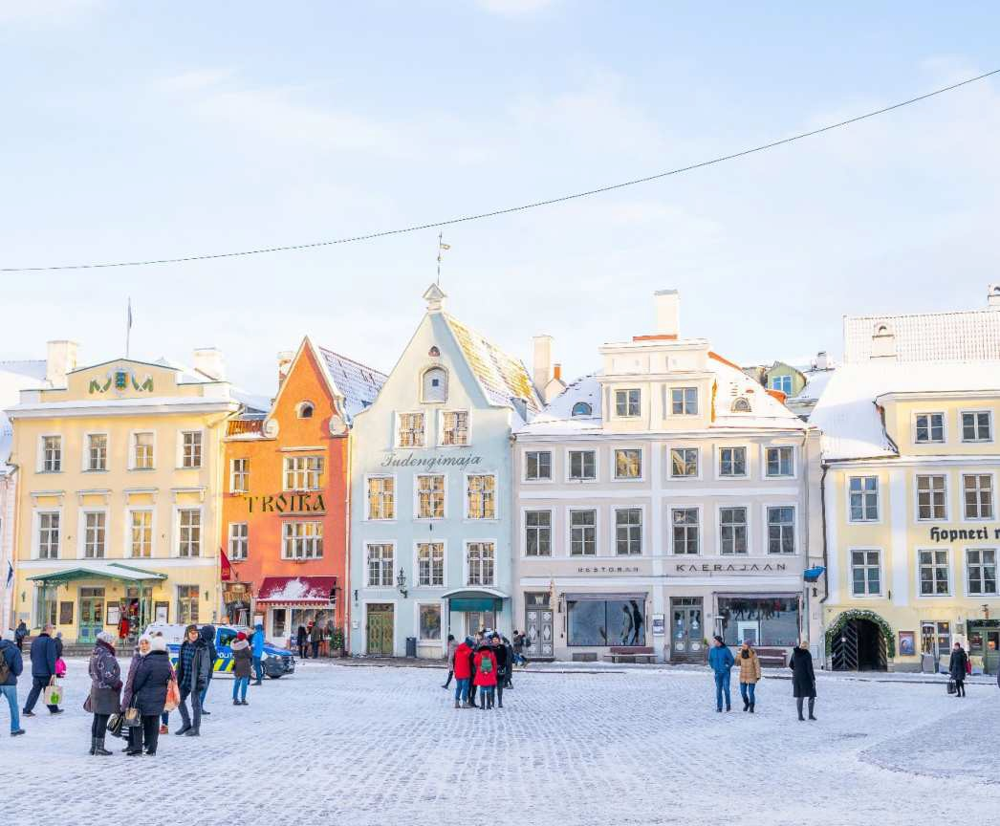 TROIKA
Tudengimaja
RESTORAN
KAERAJAAN
Hopneri